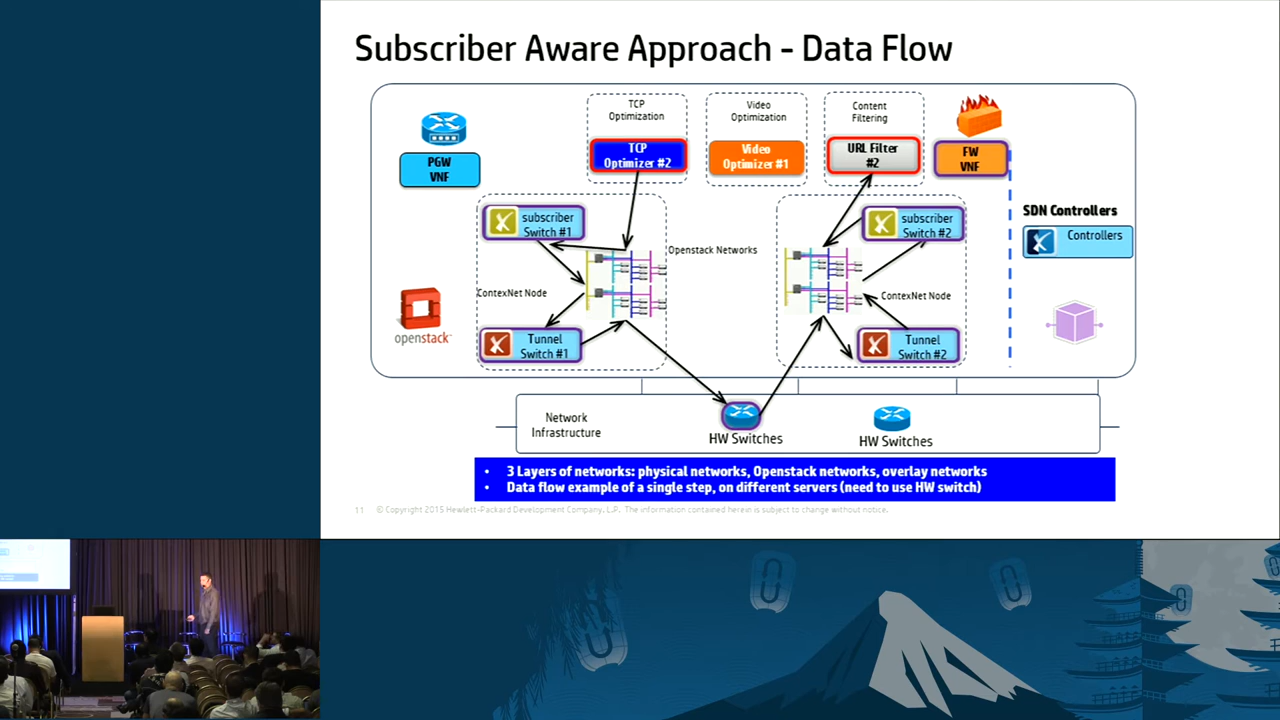 Subscriber Aware Approach - Data Flow
TCP
Optimization
Video
Optimization
Content
Filtering
PGW
VNF
TCP
Optimizer #2
Video
Optimizer #1
URL Filter
#2
FW
VNF
subscriber
Switch #1
subscriber
Switch #2
SDN Controllers
Controllers
Openstack Networks
ContexNet Node
ContexNet Node
openstack
Tunnel
Switch #1
Tunnel
Switch #2
Network
Infrastructure
HW Switches
HW Switches
• 3 Layers of networks: physical networks, Openstack networks, overlay networks
• Data flow example of a single step, on different servers (need to use HW switch)
11 © Copyright 2015 Hewlett-Packard Development Company, L.P. The information contained herein is subject to change without notice.